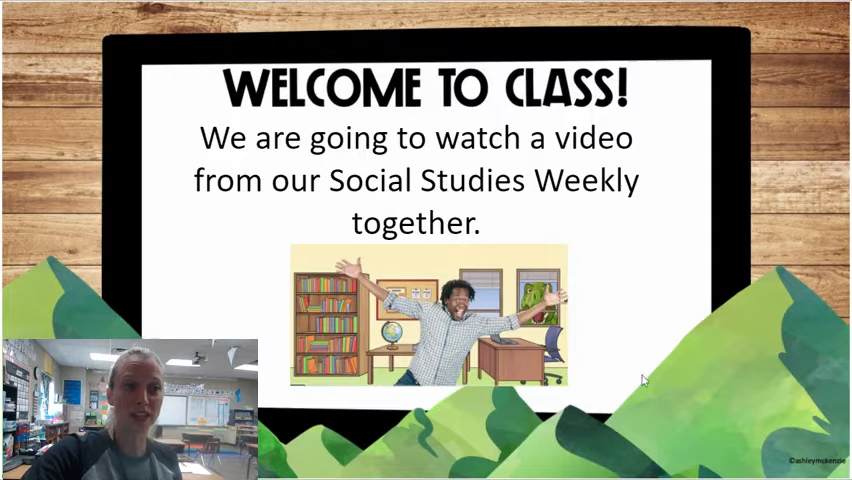 WELCOME TO CLASS!
We are going to watch a video
from our Social Studies Weekly
together.
©ashleymckenzie